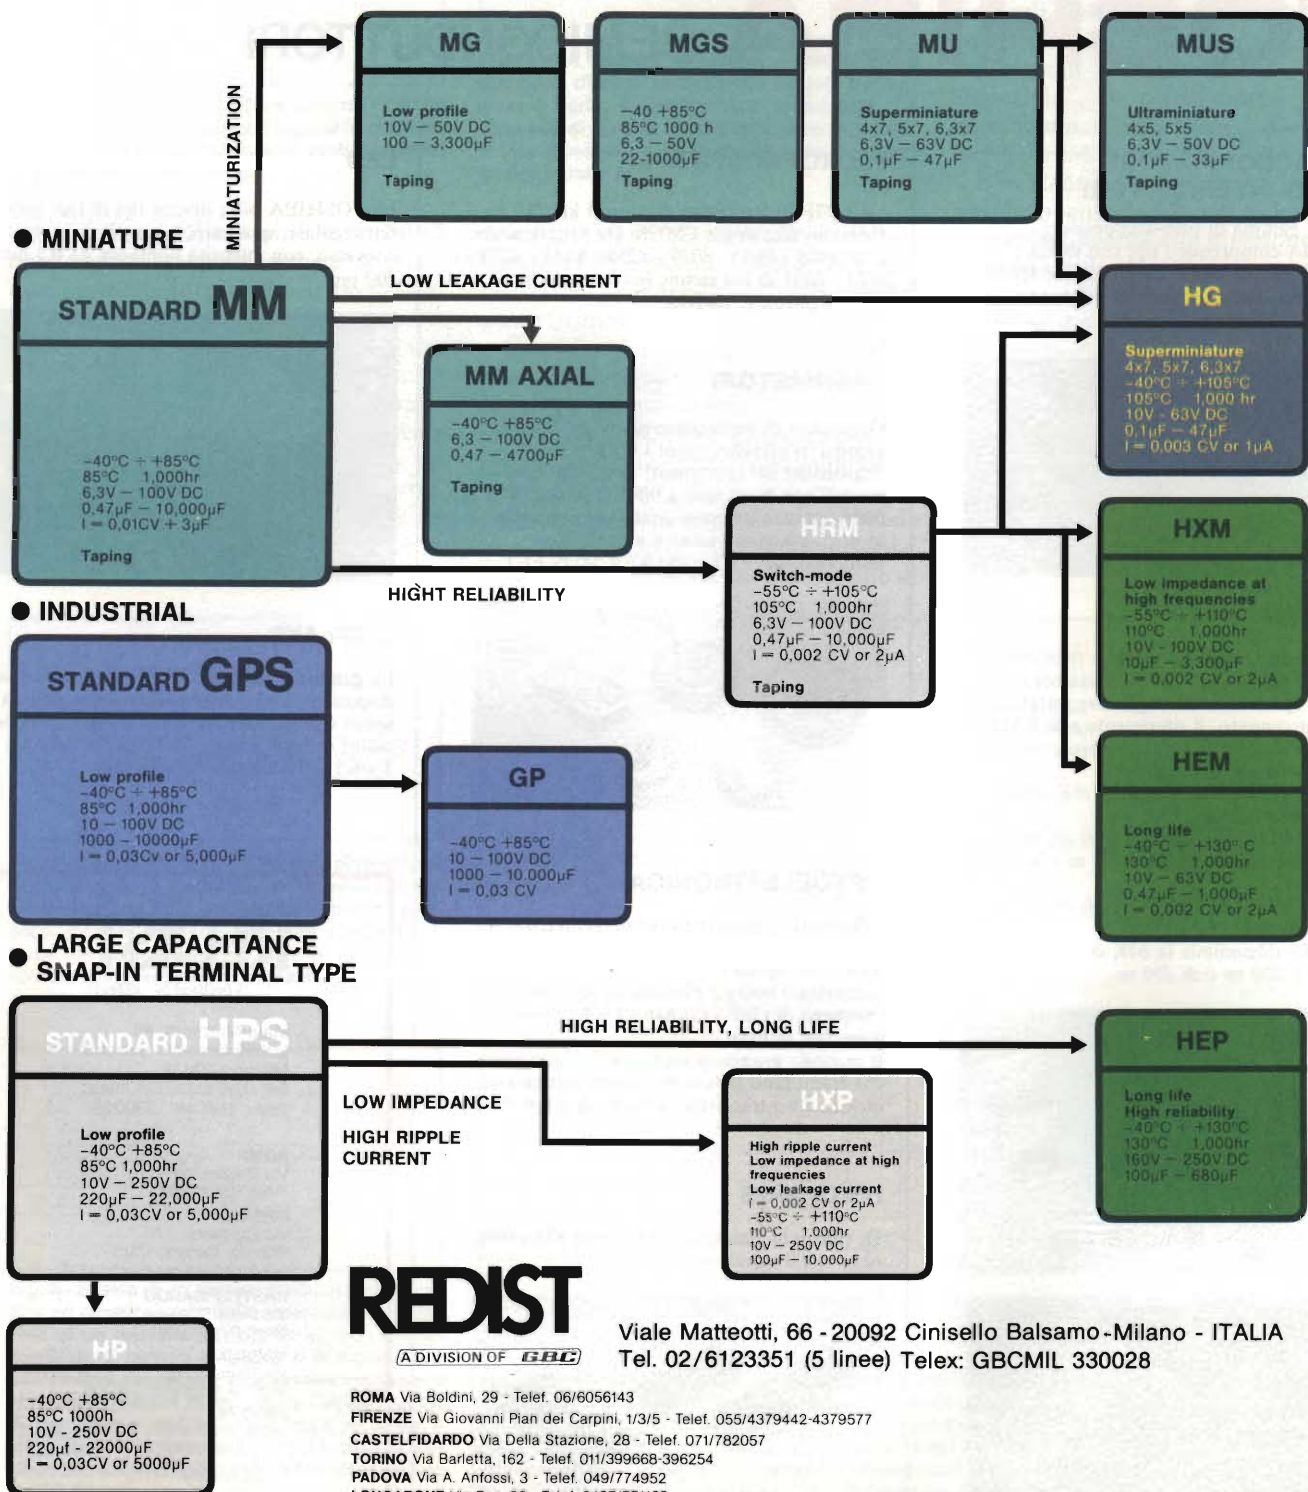 MG
Low profile
10V – 50V DC
100 – 3,300µF
Taping
MGS
–40 +85°C
85°C 1000 h
6,3 – 50V
22-1000µF
Taping
MU
Superminiature
4x7, 5x7, 6,3x7
6,3V – 63V DC
0,1µF – 47µF
Taping
MUS
Ultraminiature
4x5, 5x5
6,3V – 50V DC
0,1µF – 33µF
Taping
MINIATURIZATION
● MINIATURE
STANDARD MM
–40°C ÷ +85°C
85°C 1,000hr
6,3V – 100V DC
0,47µF – 10,000µF
I = 0,01CV + 3µF
Taping
LOW LEAKAGE CURRENT
MM AXIAL
–40°C +85°C
6,3 – 100V DC
0,47 – 4700µF
Taping
HG
Superminiature
4x7, 5x7, 6,3x7
-40°C ÷ +105°C
105°C 1,000 hr
10V - 63V DC
0,1µF – 47µF
I = 0,003 CV or 1µA
HIGHT RELIABILITY
HRM
Switch-mode
–55°C ÷ +105°C
105°C 1,000hr
6,3V – 100V DC
0,47µF – 10,000µF
I = 0,002 CV or 2µA
Taping
HXM
Low impedance at
high frequencies
-55°C ÷ +110°C
110°C 1,000hr
10V - 100V DC
10µF – 3,300µF
I = 0,002 CV or 2µA
● INDUSTRIAL
STANDARD GPS
Low profile
–40°C ÷ +85°C
85°C 1,000hr
10 – 100V DC
1000 – 10000µF
I = 0,03Cv or 5,000µF
GP
–40°C +85°C
10 – 100V DC
1000 – 10.000µF
I = 0,03 CV
HEM
Long life
-40°C ÷ +130° C
130°C 1,000hr
10V – 63V DC
0,47µF – 1,000µF
I = 0,002 CV or 2µA
● LARGE CAPACITANCE
SNAP-IN TERMINAL TYPE
STANDARD HPS
Low profile
–40°C +85°C
85°C 1,000hr
10V – 250V DC
220µF – 22,000µF
I = 0,03CV or 5,000µF
HIGH RELIABILITY, LONG LIFE
LOW IMPEDANCE
HIGH RIPPLE
CURRENT
HXP
High ripple current
Low impedance at high
frequencies
Low leakage current
I = 0,002 CV or 2µA
-55°C ÷ +110°C
110°C 1.000hr
10V – 250V DC
100µF – 10.000µF
HEP
Long life
High reliability
-40°C ÷ +130°C
130°C 1,000hr
160V – 250V DC
100µF – 680µF
HP
–40°C +85°C
85°C 1000h
10V - 250V DC
220µf - 22000µF
I = 0,03CV or 5000µF
REDIST
A DIVISION OF GBC
Viale Matteotti, 66 - 20092 Cinisello Balsamo - Milano - ITALIA
Tel. 02/6123351 (5 linee) Telex: GBCMIL 330028
ROMA Via Boldini, 29 - Telef. 06/6056143
FIRENZE Via Giovanni Pian dei Carpini, 1/3/5 - Telef. 055/4379442-4379577
CASTELFIDARDO Via Della Stazione, 28 - Telef. 071/782057
TORINO Via Barletta, 162 - Telef. 011/399668-396254
PADOVA Via A. Anfossi, 3 - Telef. 049/774952